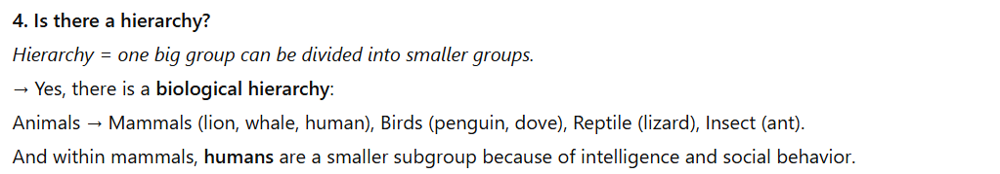 4. Is there a hierarchy?
Hierarchy = one big group can be divided into smaller groups.
→ Yes, there is a biological hierarchy:
Animals → Mammals (lion, whale, human), Birds (penguin, dove), Reptile (lizard), Insect (ant).
And within mammals, humans are a smaller subgroup because of intelligence and social behavior.